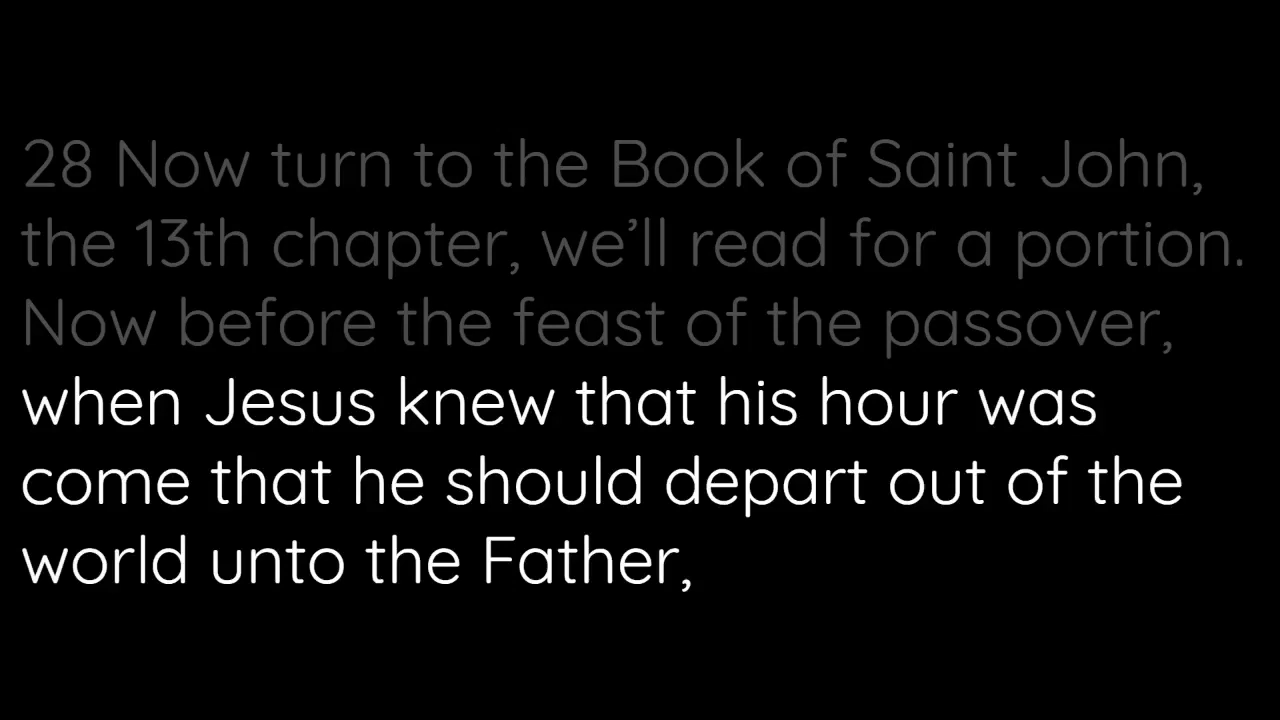 28 Now turn to the Book of Saint John,
the 13th chapter, we’ll read for a portion.
Now before the feast of the passover,
when Jesus knew that his hour was
come that he should depart out of the
world unto the Father,